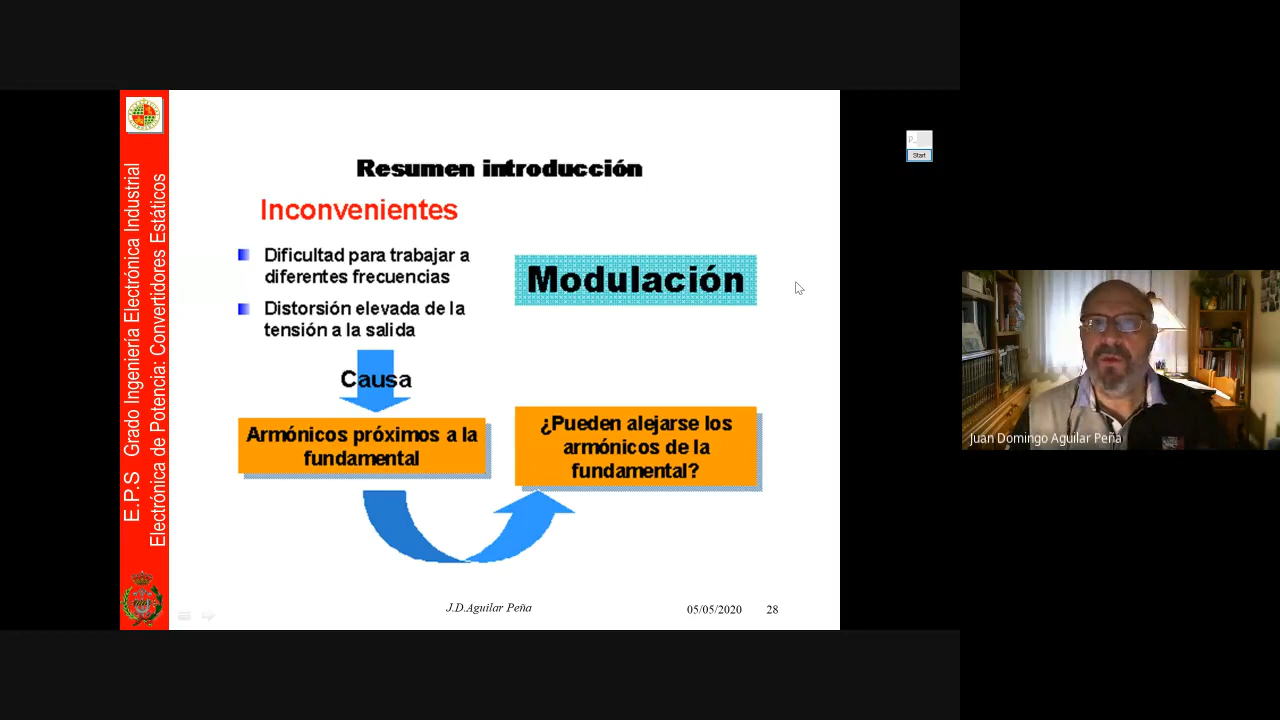 E.P.S Grado Ingeniería Electrónica Industrial
Electrónica de Potencia: Convertidores Estáticos
Resumen introducción
Inconvenientes
Dificultad para trabajar a
diferentes frecuencias
Distorsión elevada de la
tensión a la salida
Modulación
Causa
Armónicos próximos a la
fundamental
¿Pueden alejarse los
armónicos de la
fundamental?
J.D.Aguilar Peña
05/05/2020
28
Start
Juan Domingo Aguilar Peña